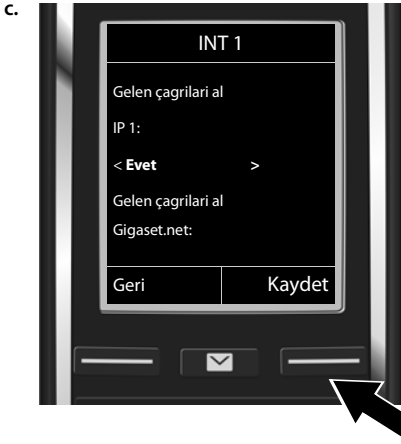 c.
INT 1
Gelen çagrilari al
IP 1:
< Evet >
Gelen çagrilari al
Gigaset.net:
Geri Kaydet